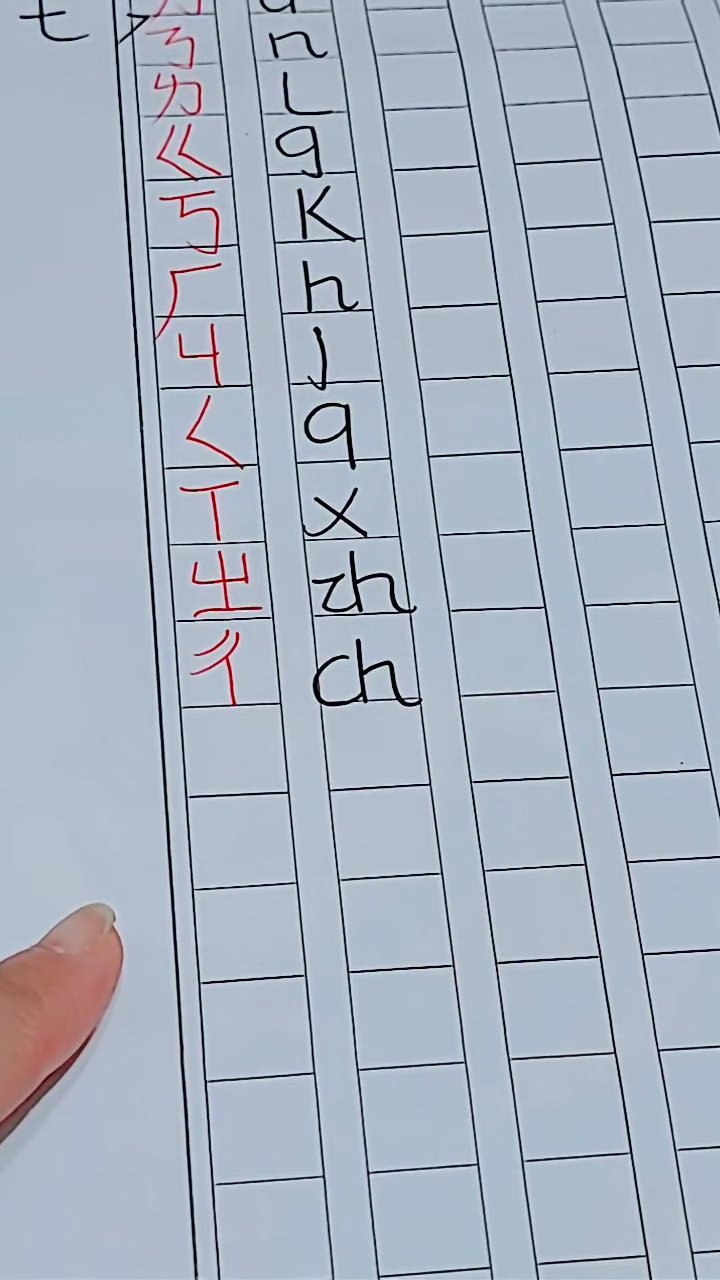 t
ㄋ n
ㄌ L
ㄍ g
ㄎ K
ㄏ h
ㄐ j
ㄑ q
ㄒ x
ㄓ zh
ㄔ ch